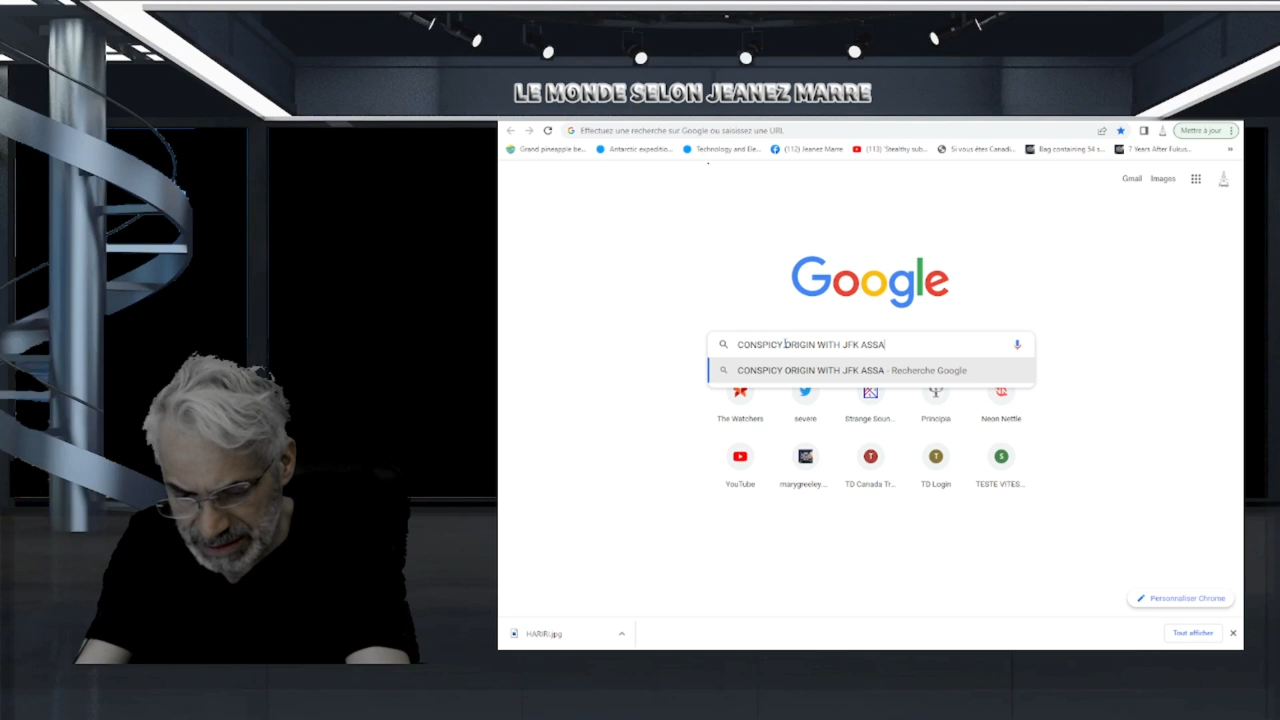 LE MONDE SELON JEANEZ MARRE
Effectuez une recherche sur Google ou saisissez une URL
Mettre à jour
Grand pineapple be...
Antarctic expeditio...
Technology and Ele...
(112) Jeanez Marre
(113) 'Stealthy sub...
Si vous êtes Canadi...
Bag containing 54 s...
7 Years After Fukus...
Gmail
Images
Google
CONSPICY ORIGIN WITH JFK ASSA
CONSPICY ORIGIN WITH JFK ASSA - Recherche Google
The Watchers
severe
Strange Soun...
Principia
Neon Nettle
YouTube
marygreeley....
TD Canada Tr...
TD Login
TESTE VITES...
Personnaliser Chrome
HARIRI.jpg
Tout afficher